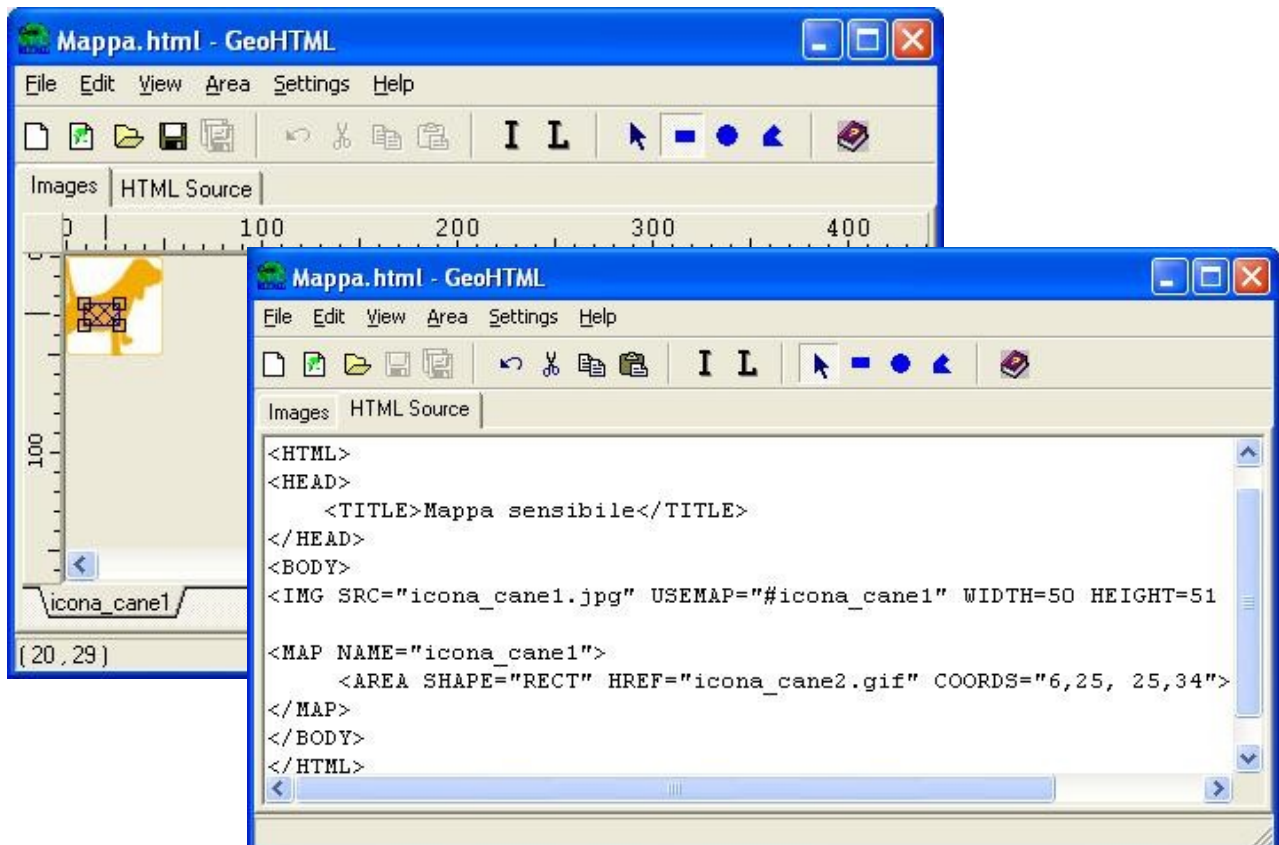 Mappa.html - GeoHTML
File Edit View Area Settings Help
I L
Images HTML Source
0 100 200 300 400
0
100
icona_cane1
(20,29)
Mappa.html - GeoHTML
File Edit View Area Settings Help
I L
Images HTML Source
<HTML>
<HEAD>
<TITLE>Mappa sensibile</TITLE>
</HEAD>
<BODY>
<IMG SRC="icona_cane1.jpg" USEMAP="#icona_cane1" WIDTH=50 HEIGHT=51
<MAP NAME="icona_cane1">
<AREA SHAPE="RECT" HREF="icona_cane2.gif" COORDS="6,25, 25,34">
</MAP>
</BODY>
</HTML>